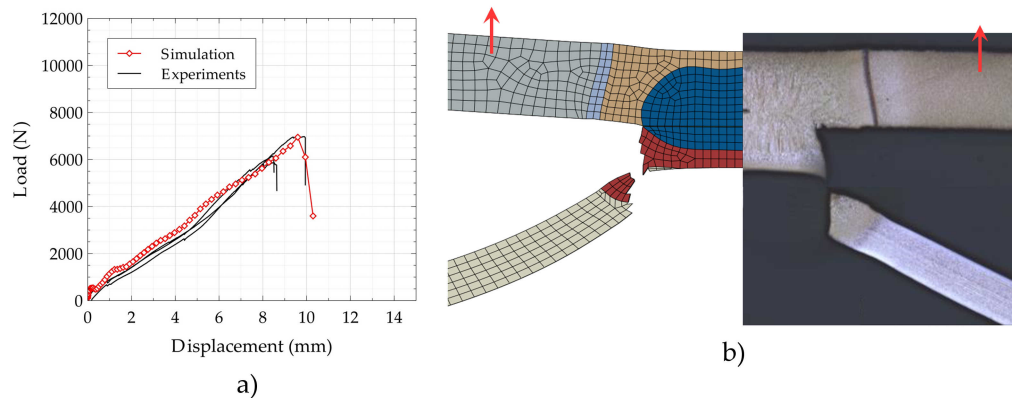 12000
10000
8000
6000
4000
2000
0
Load (N)
Simulation
Experiments
0 2 4 6 8 10 12 14
Displacement (mm)
a)
b)